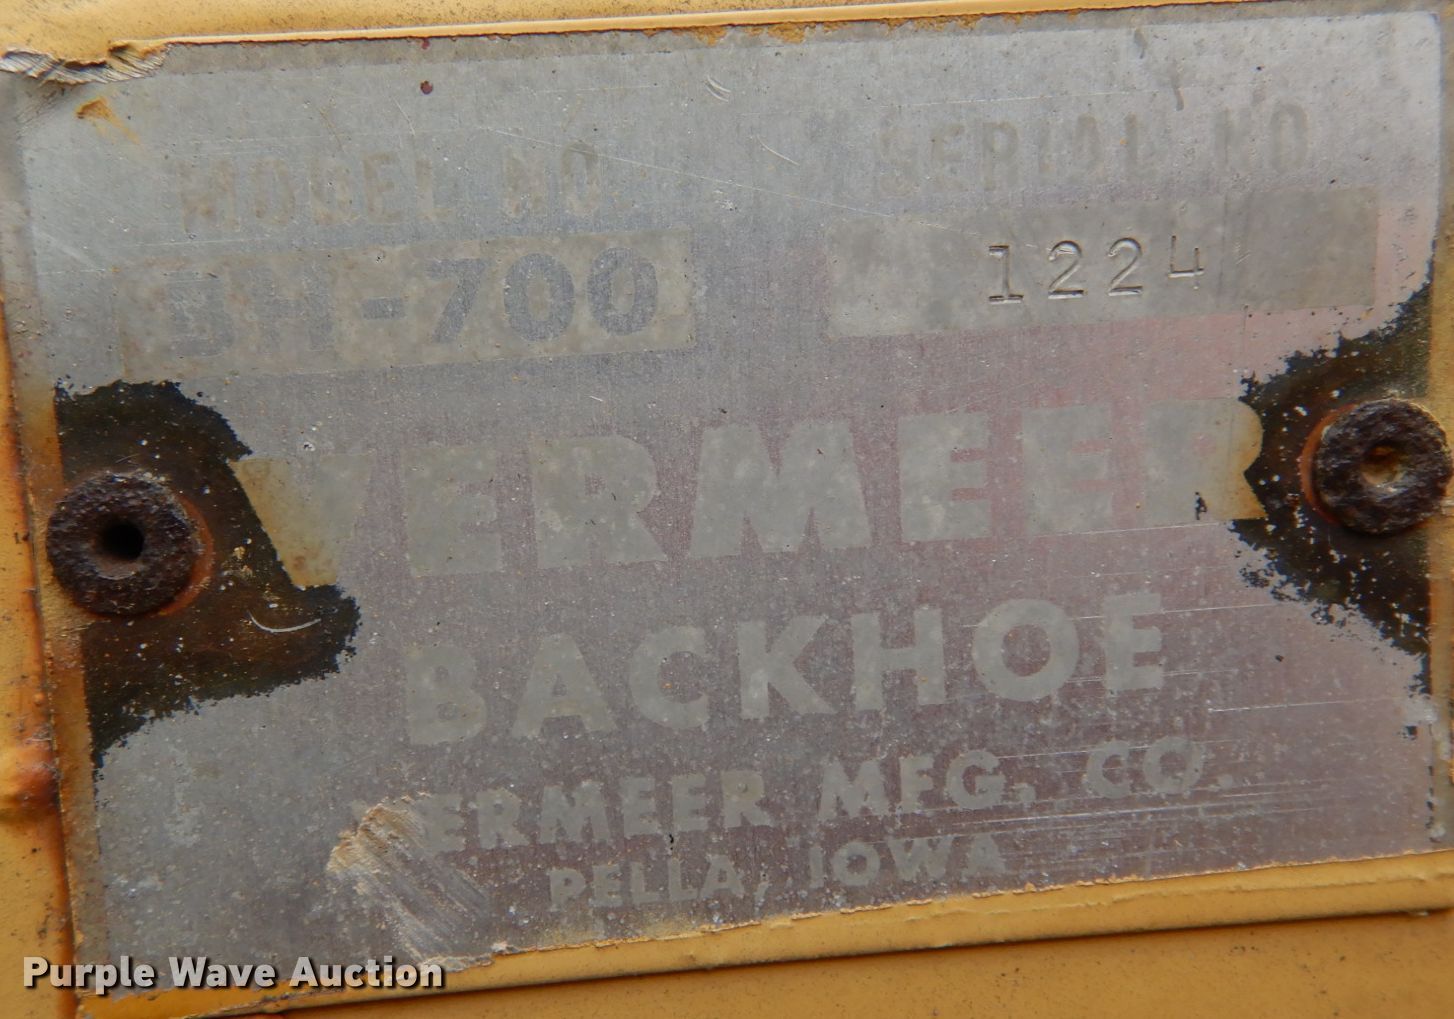 MODEL NO. SERIAL NO
BH-700 1224
VERMEER
BACKHOE
VERMEER MFG. CO.
PELLA, IOWA
Purple Wave Auction